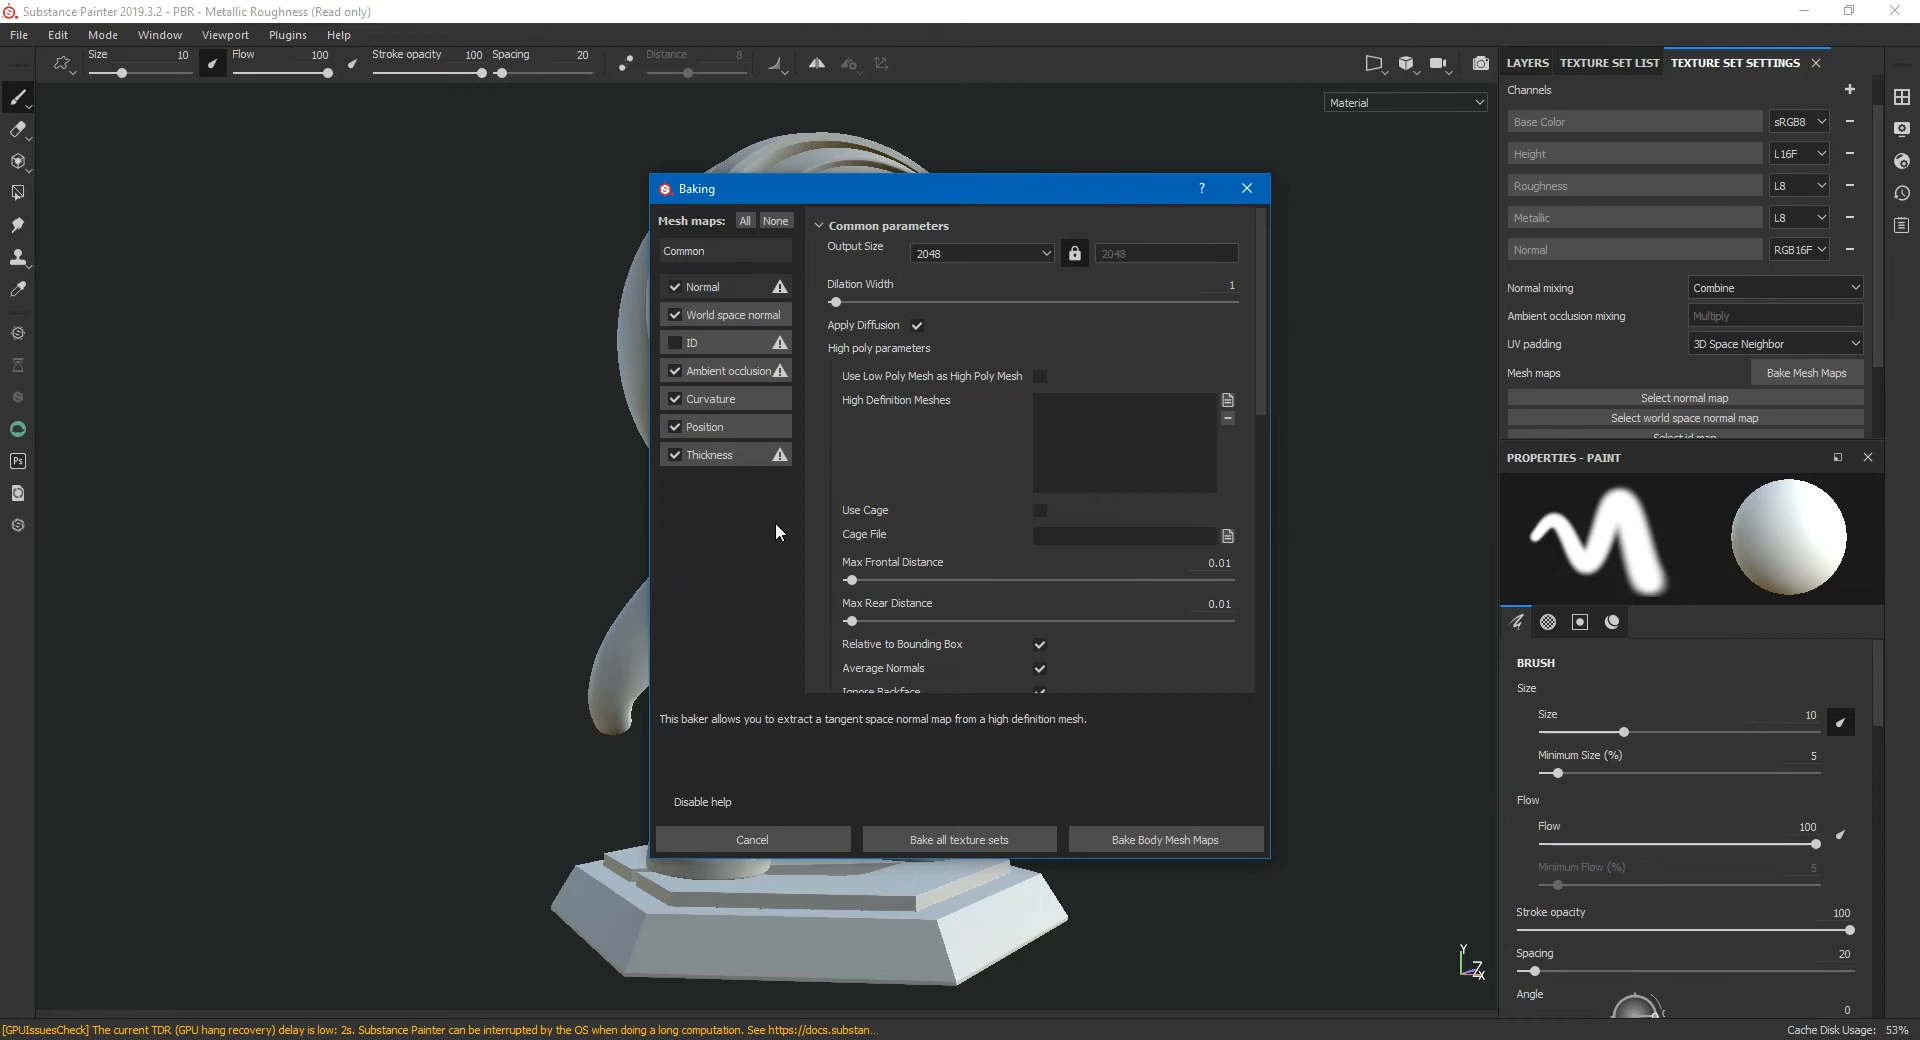 Substance Painter 2019.3.2 - PBR - Metallic Roughness (Read only)
File Edit Mode Window Viewport Plugins Help
Size 10 Flow 100 Stroke opacity 100 Spacing 20 Distance 8
LAYERS TEXTURE SET LIST TEXTURE SET SETTINGS
Material
Channels
Base Color sRGB8
Height L16F
Roughness L8
Metallic L8
Normal RGB16F
Normal mixing Combine
Ambient occlusion mixing Multiply
UV padding 3D Space Neighbor
Mesh maps Bake Mesh Maps
Select normal map
Select world space normal map
Select id map
Baking ?
Mesh maps: All None
Common
Normal
World space normal
ID
Ambient occlusion
Curvature
Position
Thickness
Common parameters
Output Size 2048 2048
Dilation Width 1
Apply Diffusion
High poly parameters
Use Low Poly Mesh as High Poly Mesh
High Definition Meshes
Use Cage
Cage File
Max Frontal Distance 0.01
Max Rear Distance 0.01
Relative to Bounding Box
Average Normals
Ignore Backface
This baker allows you to extract a tangent space normal map from a high definition mesh.
Disable help
Cancel Bake all texture sets Bake Body Mesh Maps
Ps
PROPERTIES - PAINT
BRUSH
Size
Size 10
Minimum Size (%) 5
Flow
Flow 100
Minimum Flow (%) 5
Stroke opacity 100
Spacing 20
Angle 0
Y
Z
X
[GPUIssuesCheck] The current TDR (GPU hang recovery) delay is low: 2s. Substance Painter can be interrupted by the OS when doing a long computation. See https://docs.substan...
Cache Disk Usage: 53%